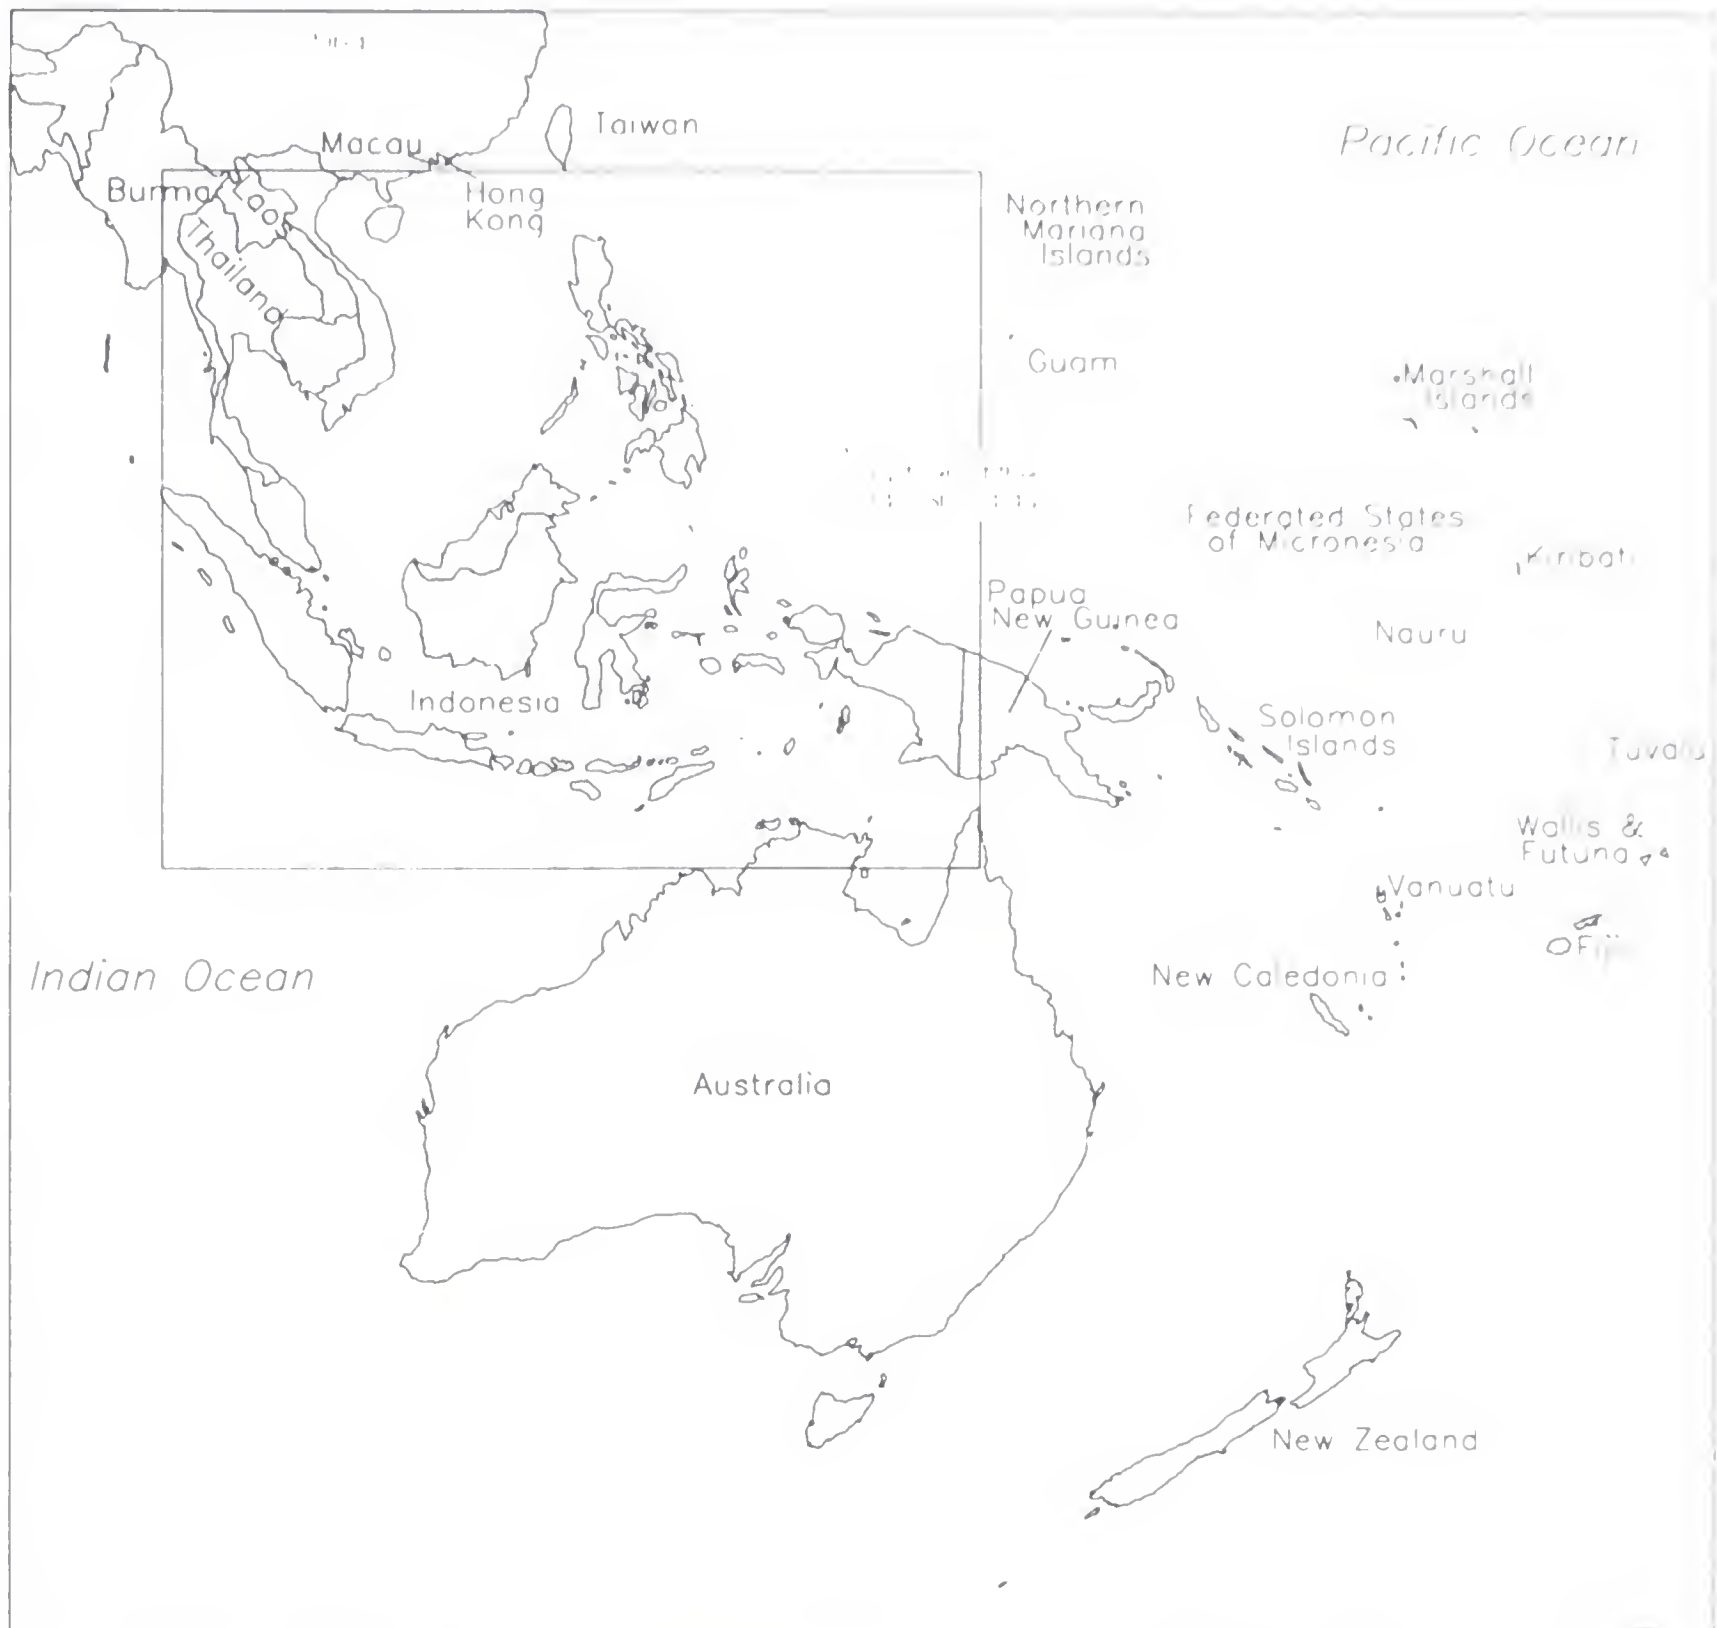 Taiwan
Pacific Ocean
Macau
Burma
Laos
Hong
Kong
Northern
Mariana
Islands
Thailand
Guam
Marshall
Islands
Federated States
of Micronesia
Kiribati
Papua
New Guinea
Nauru
Indonesia
Solomon
Islands
Tuvalu
Wallis &
Futuna
Vanuatu
Fiji
Indian Ocean
New Caledonia
Australia
New Zealand